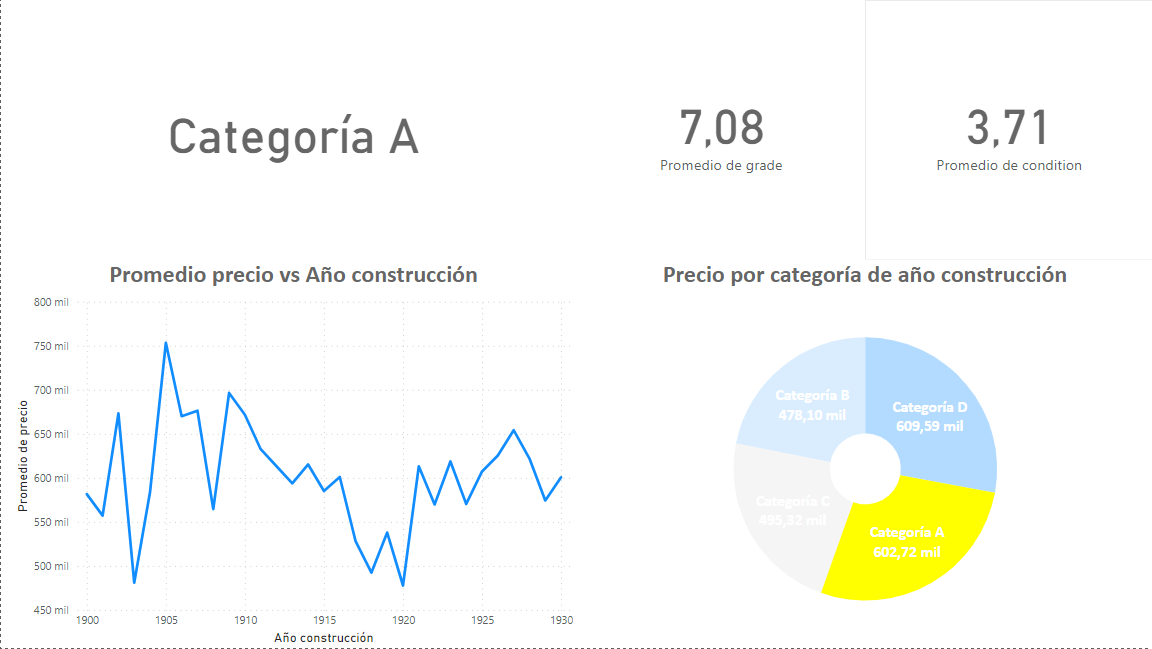 Categoría A
7,08
Promedio de grade
3,71
Promedio de condition
Promedio precio vs Año construcción
800 mil
750 mil
700 mil
650 mil
600 mil
550 mil
500 mil
450 mil
Promedio de precio
1900 1905 1910 1915 1920 1925 1930
Año construcción
Precio por categoría de año construcción
Categoría B
478,10 mil
Categoría D
609,59 mil
Categoría C
495,32 mil
Categoría A
602,72 mil